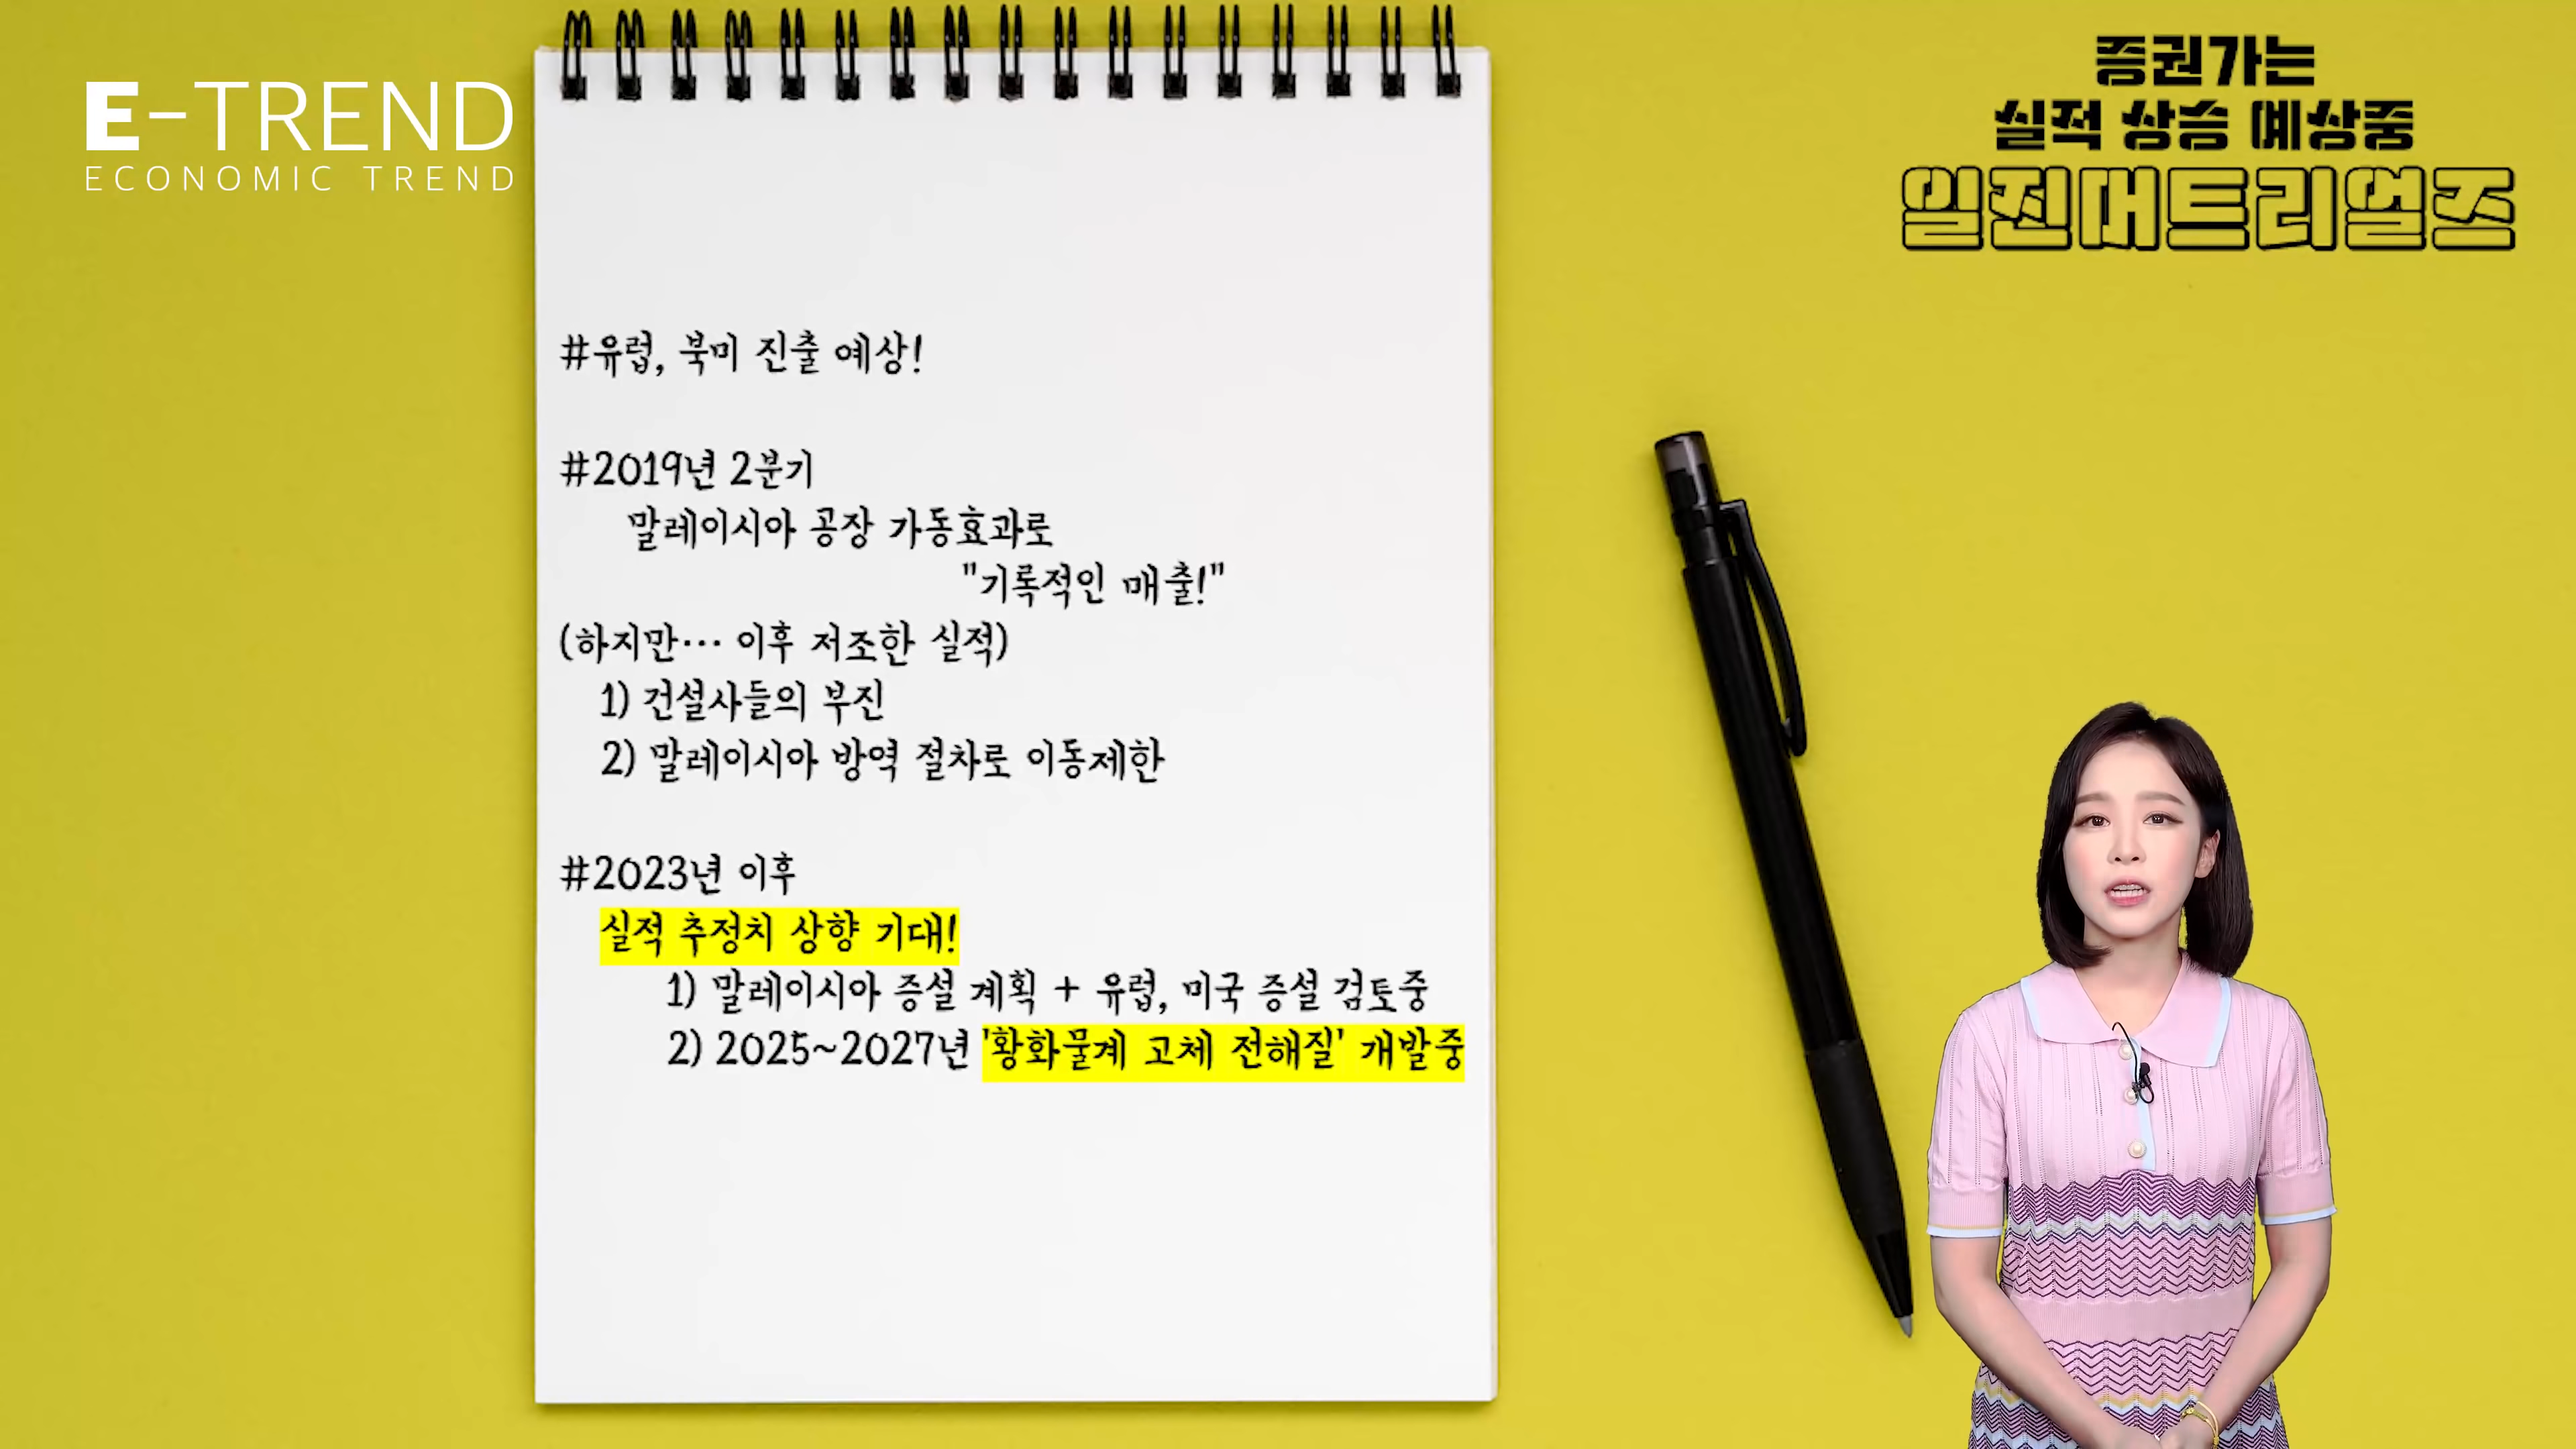 E-TREND
ECONOMIC TREND
증권가는
실적 상승 예상중
일진머트리얼즈
#유럽, 북미 진출 예상!
#2019년 2분기
말레이시아 공장 가동효과로
"기록적인 매출!"
(하지만… 이후 저조한 실적)
1) 건설사들의 부진
2) 말레이시아 방역 절차로 이동제한
#2023년 이후
실적 추정치 상향 기대!
1) 말레이시아 증설 계획 + 유럽, 미국 증설 검토중
2) 2025~2027년 '황화물계 고체 전해질' 개발중